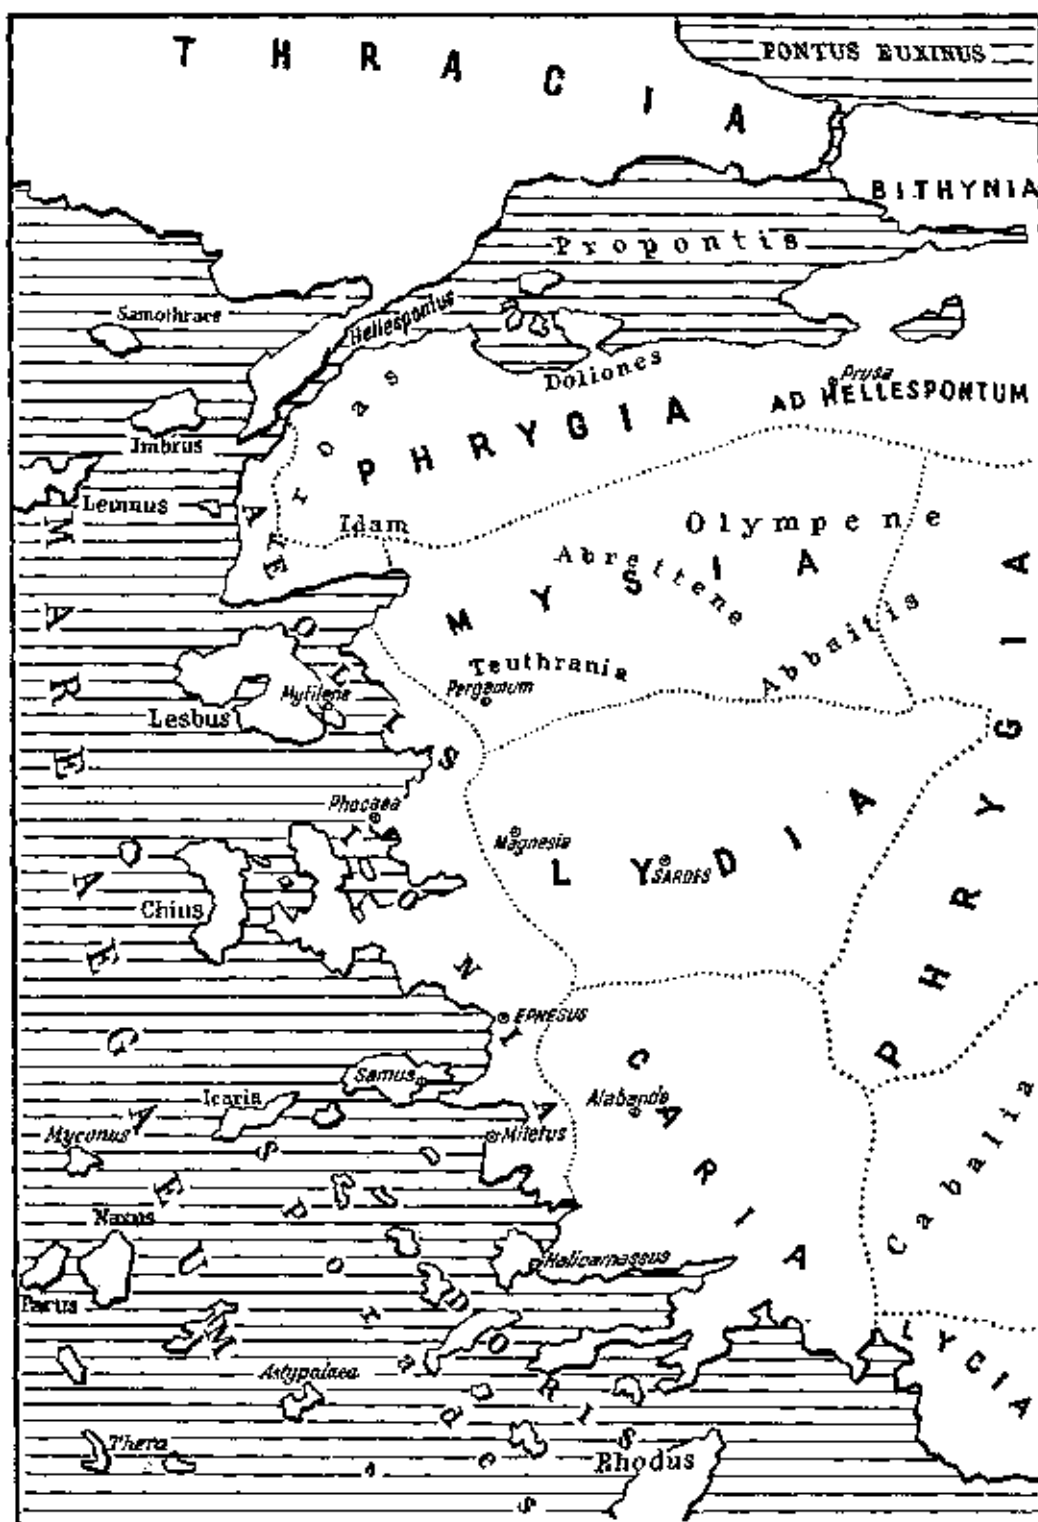 THRACIA
PONTUS EUXINUS
BITHYNIA
Propontis
Samothrace
Hellespontus
Doliones
Prusa
AD HELLESPONTUM
PHRYGIA
Troas
Imbrus
Lemnus
Idam
Olympene
Abrettene
MYSIA
Abbaitis
Teuthrania
Pergamum
AEOLIS
Mytilene
Lesbus
MARE AEGAEUM
PHRYGIA
Phocaea
Magnesia
LYDIA
SARDES
Chius
IONIA
EPHESUS
Samus
Icaria
Alabanda
CARIA
Myconus
Miletus
Cabalia
Naxus
Halicarnassus
Parus
Sporades
DORIS
LYCIA
Astypalaea
Thera
Rhodus